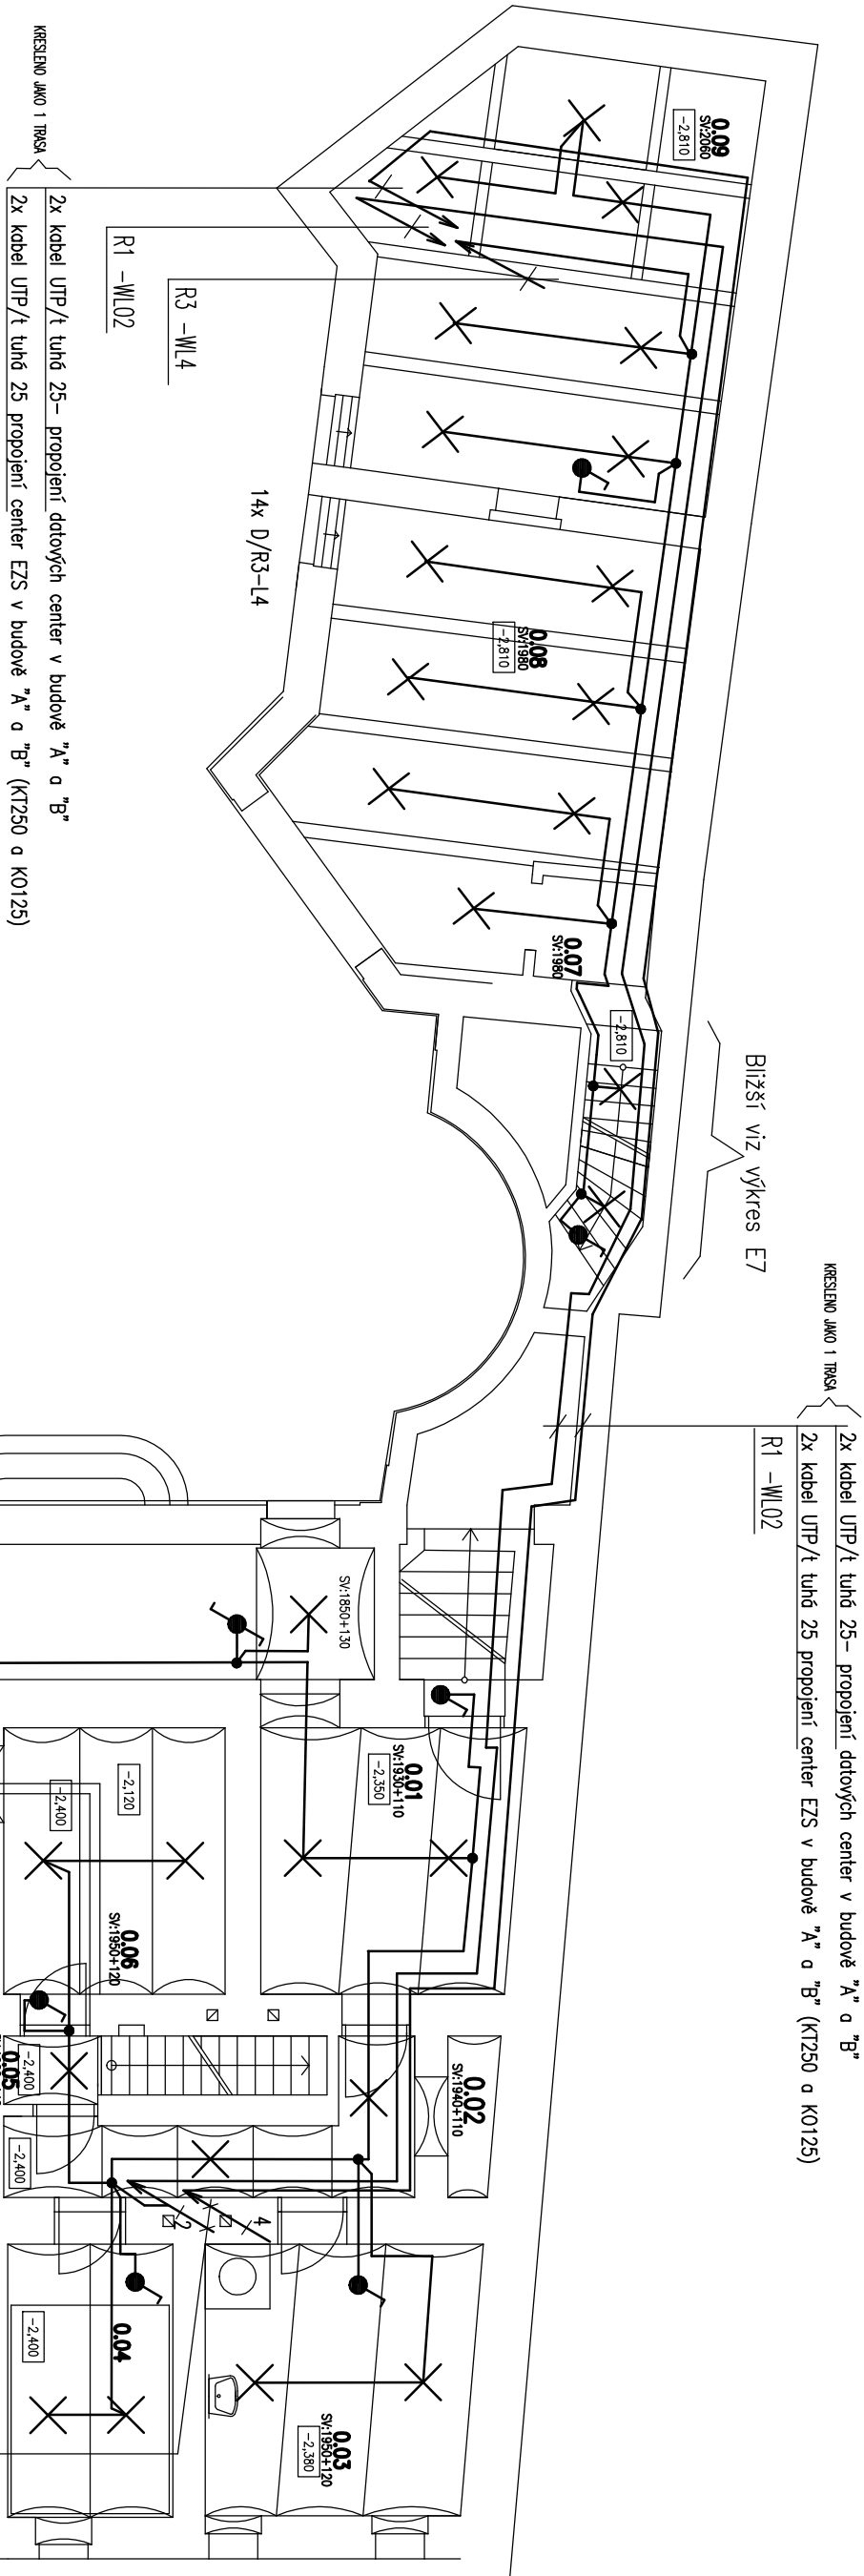 KRESLENO JAKO 1 TRASA
2x kabel UTP/t tuhá 25- propojení datových center v budově "A" a "B"
2x kabel UTP/t tuhá 25 propojení center EZS v budově "A" a "B" (KT250 a KO125)
R1 -WL02
R3 -WL4
14x D/R3-L4
0.09
SV:2060
-2,810
0.08
SV:1980
-2,810
0.07
SV:1980
-2,810
Bližší viz výkres E7
KRESLENO JAKO 1 TRASA
2x kabel UTP/t tuhá 25- propojení datových center v budově "A" a "B"
2x kabel UTP/t tuhá 25 propojení center EZS v budově "A" a "B" (KT250 a KO125)
R1 -WL02
SV:1850+130
0.01
SV:1930+110
-2,350
-2,120
-2,400
0.06
SV:1950+120
0.05
-2,400
-2,400
0.02
SV:1940+110
4
2
0.04
-2,400
0.03
SV:1950+120
-2,380